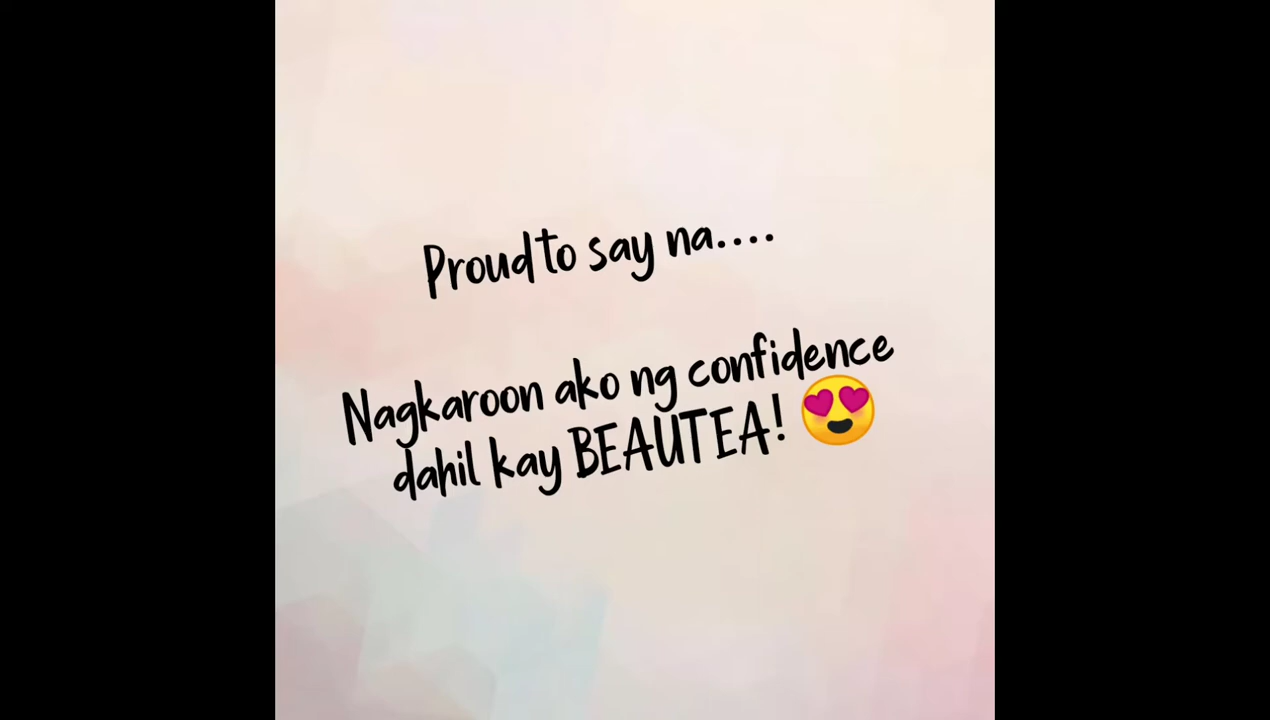 Proud to say na....
Nagkaroon ako ng confidence
dahil kay BEAUTEA! 😍